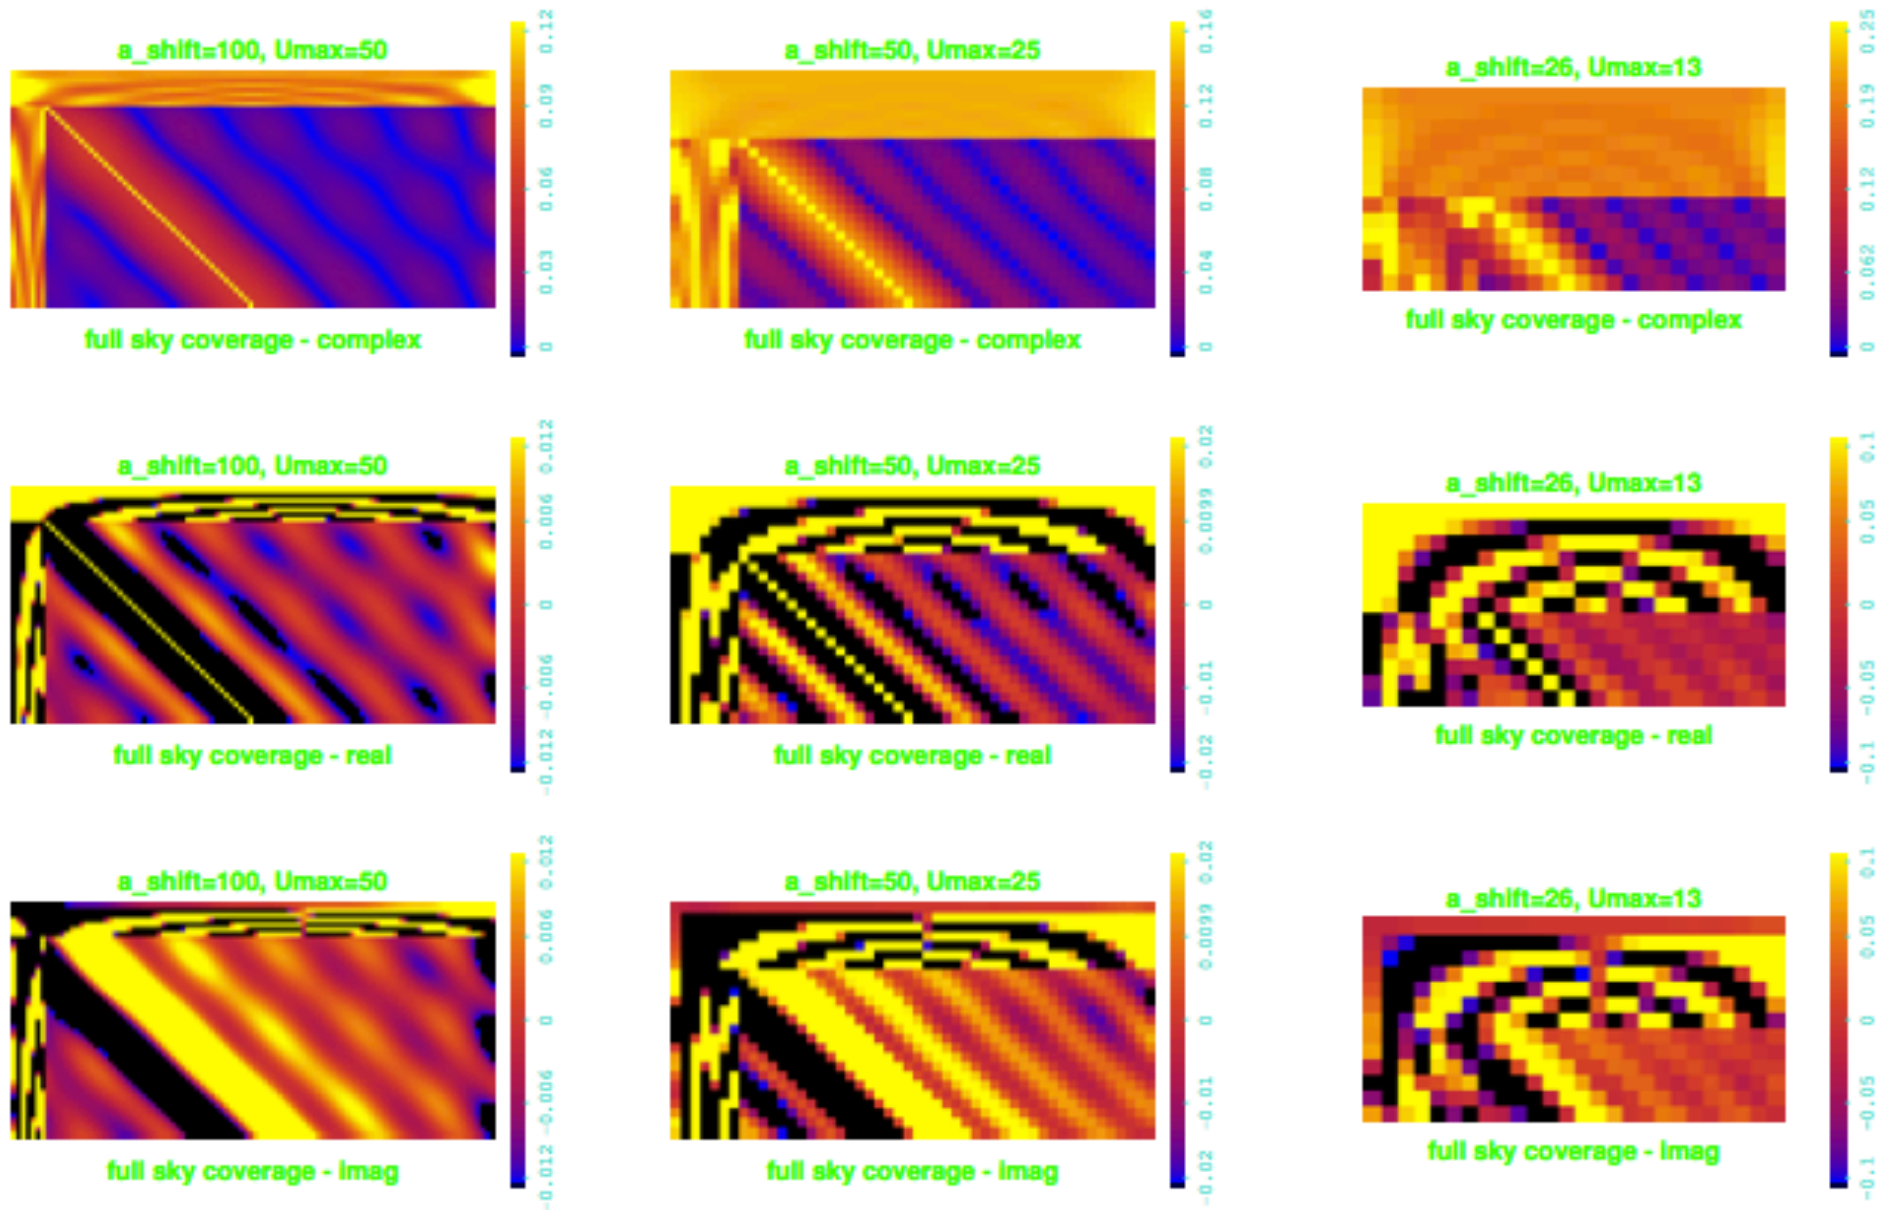 a_shift=100, Umax=50
0.12
0.09
0.06
0.03
0
full sky coverage - complex
a_shift=50, Umax=25
0.16
0.12
0.08
0.04
0
full sky coverage - complex
a_shift=26, Umax=13
0.25
0.19
0.12
0.062
0
full sky coverage - complex
a_shift=100, Umax=50
0.012
0.006
0
-0.006
-0.012
full sky coverage - real
a_shift=50, Umax=25
0.02
0.0099
0
-0.01
-0.02
full sky coverage - real
a_shift=26, Umax=13
0.1
0.05
0
-0.05
-0.1
full sky coverage - real
a_shift=100, Umax=50
0.012
0.006
0
-0.006
-0.012
full sky coverage - imag
a_shift=50, Umax=25
0.02
0.0099
0
-0.01
-0.02
full sky coverage - imag
a_shift=26, Umax=13
0.1
0.05
0
-0.05
-0.1
full sky coverage - imag